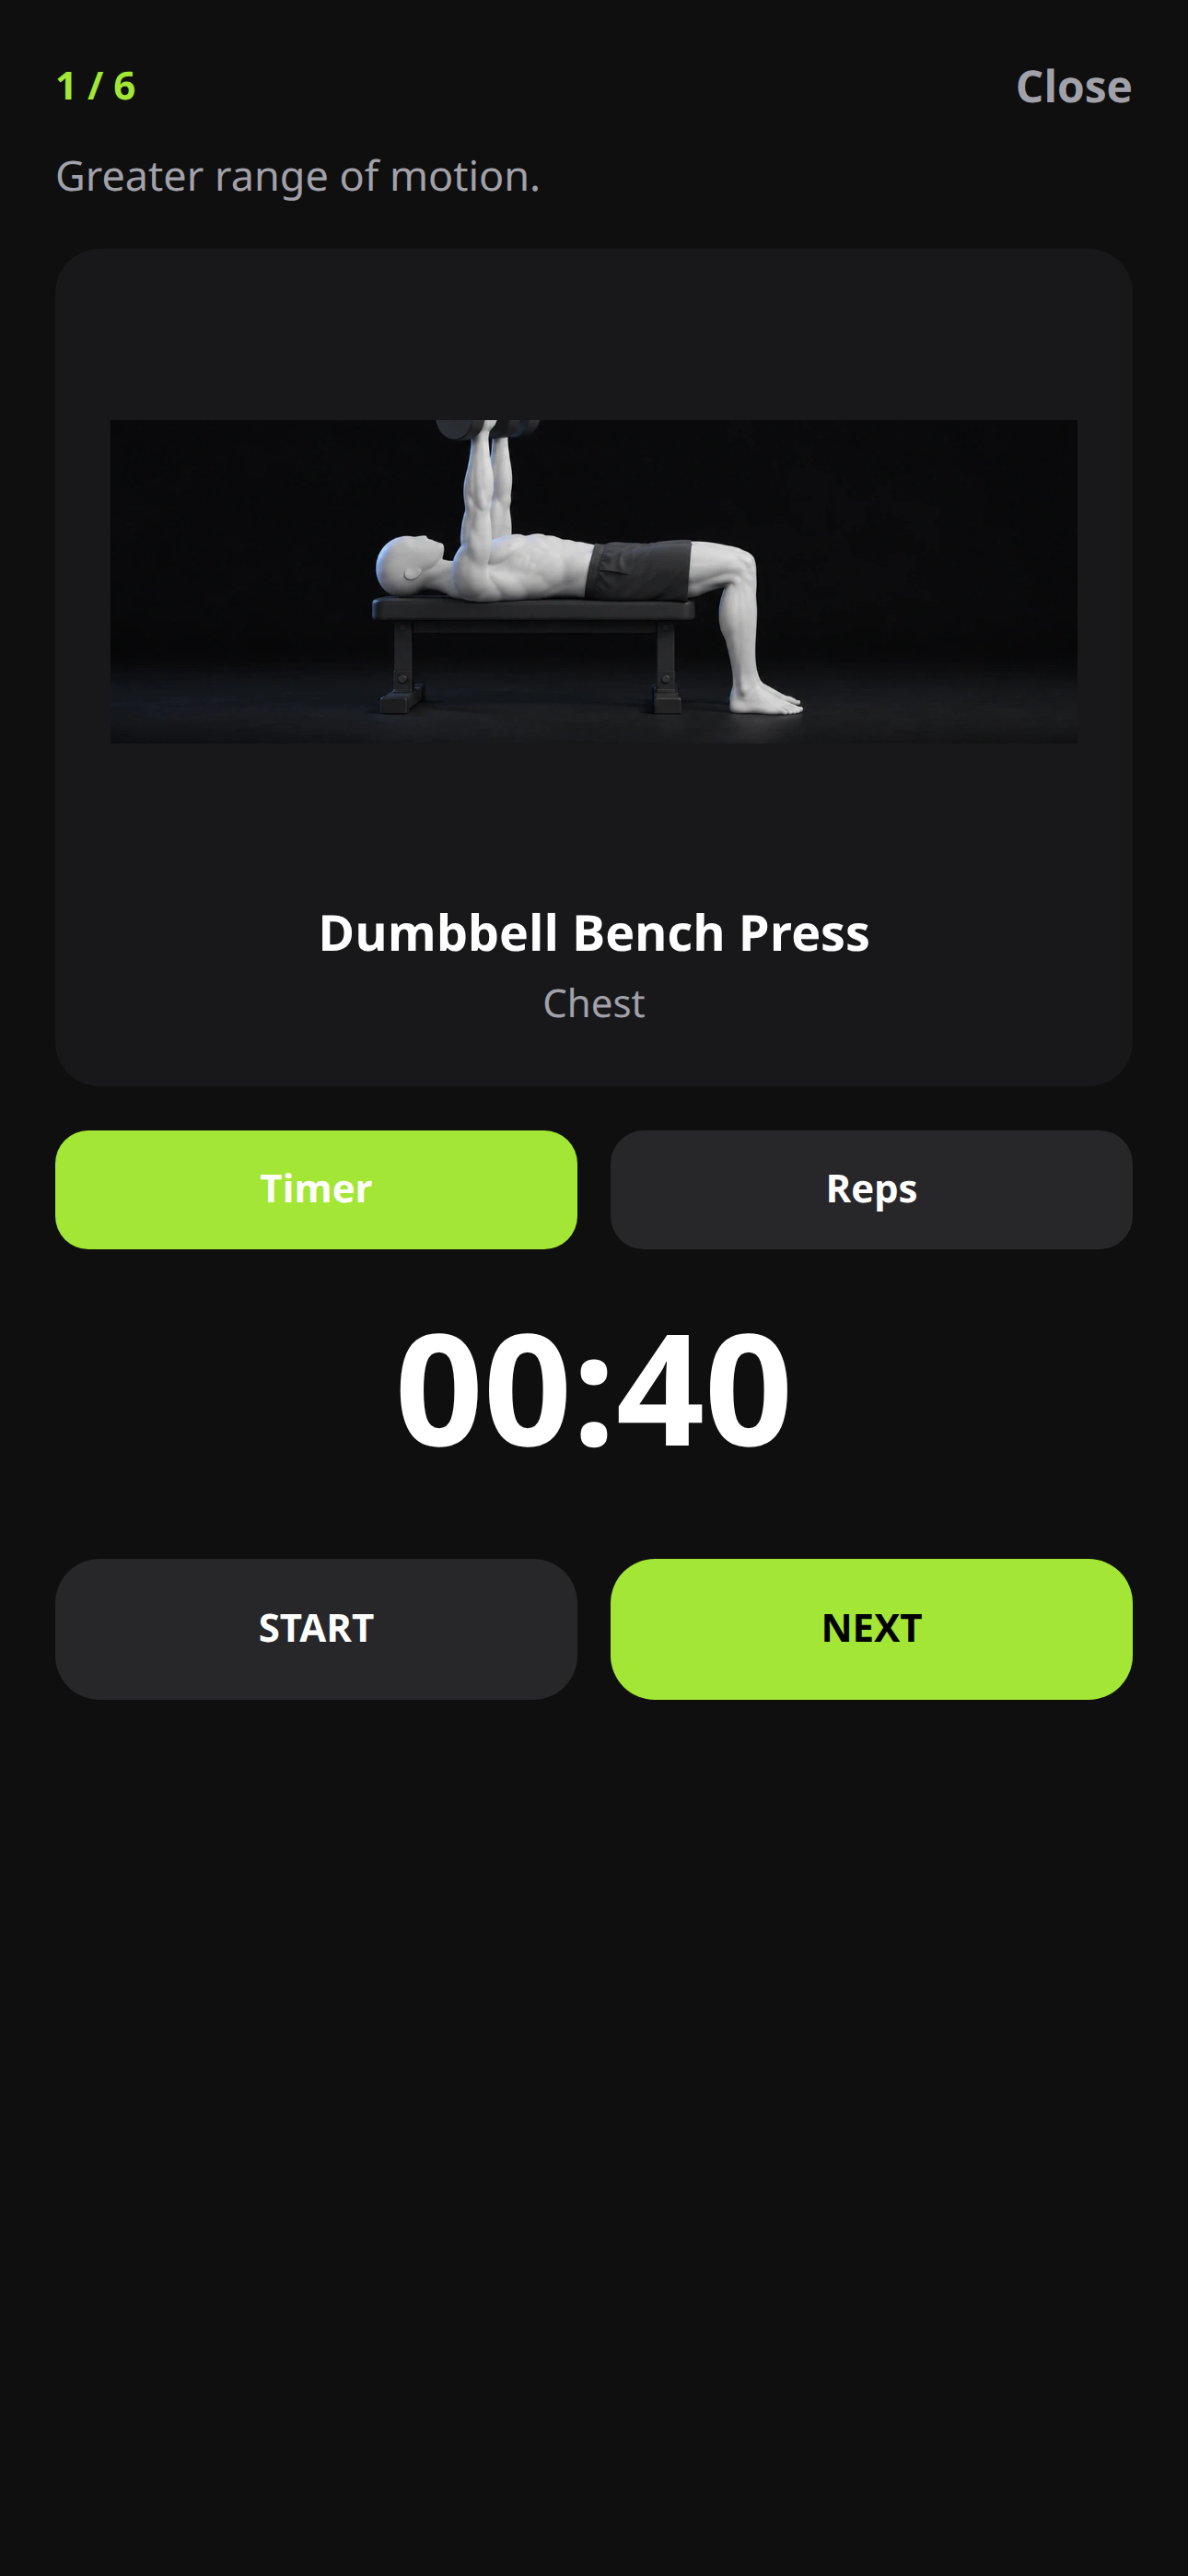 1 / 6
Close
Greater range of motion.
Dumbbell Bench Press
Chest
Timer
Reps
00:40
START
NEXT